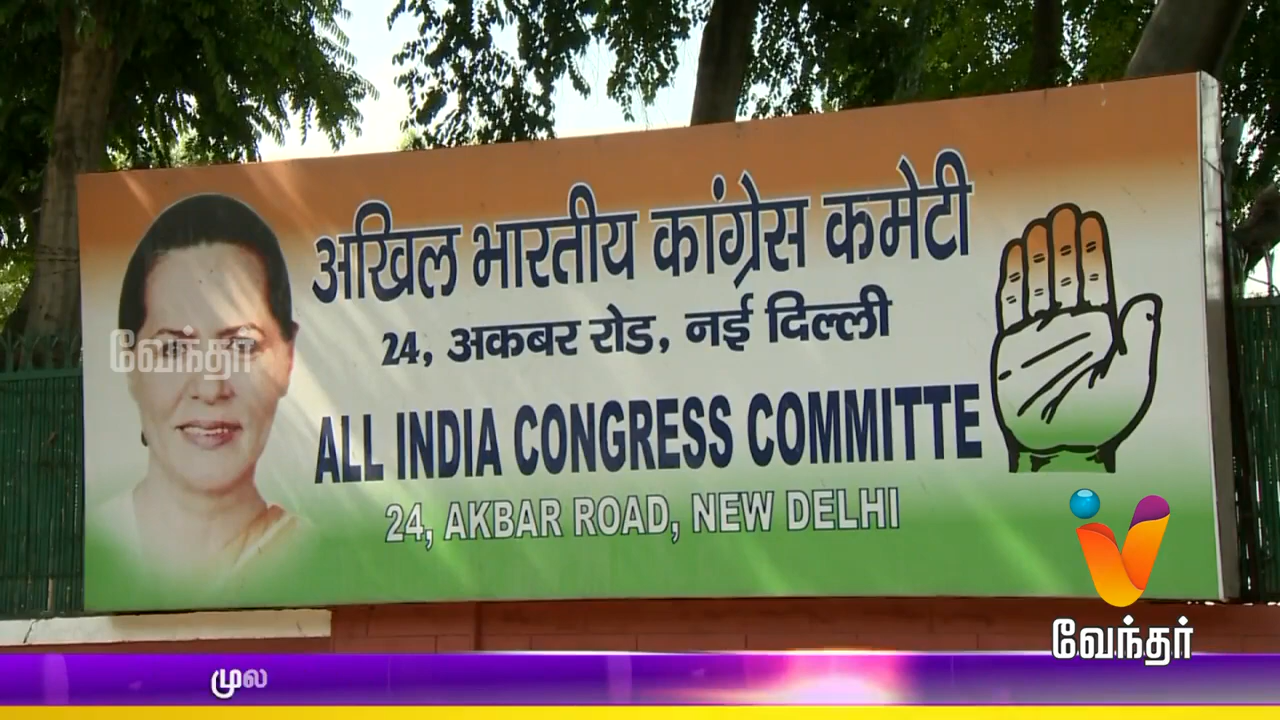 अखिल भारतीय कांग्रेस कमेटी
24, अकबर रोड, नई दिल्ली
வேந்தர்
ALL INDIA CONGRESS COMMITTE
24, AKBAR ROAD, NEW DELHI
வேந்தர்
முல